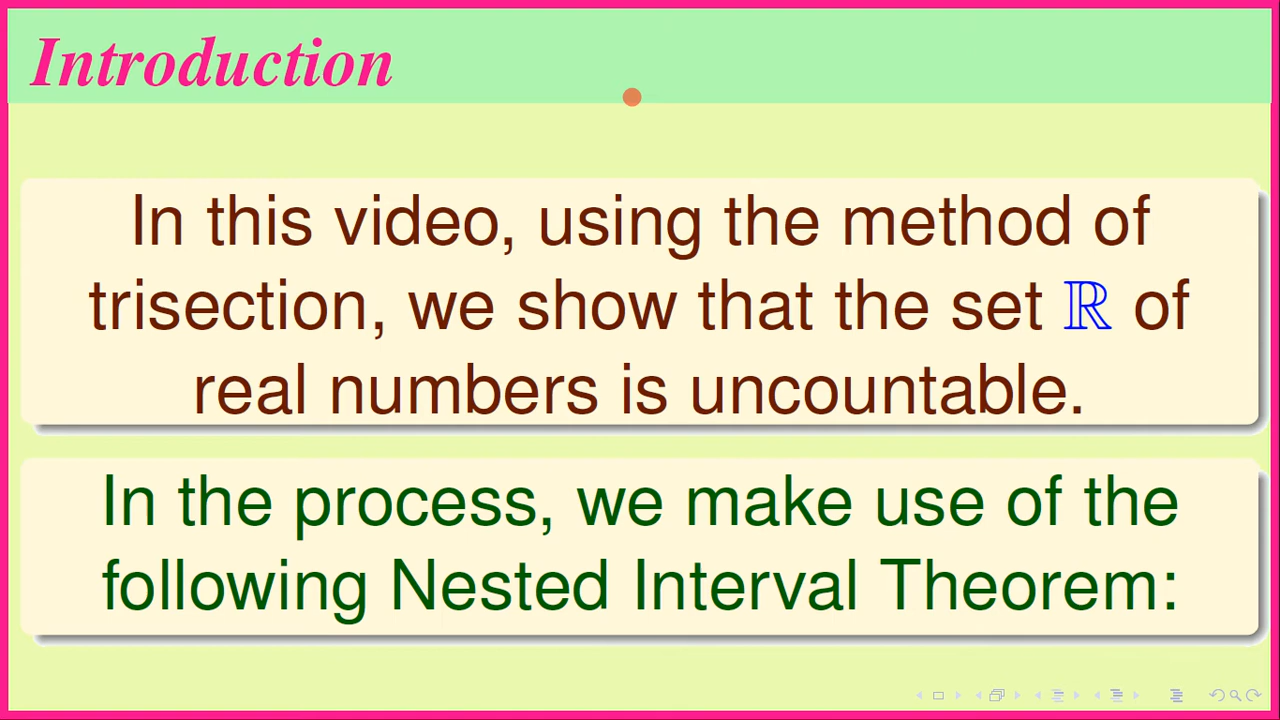 Introduction
In this video, using the method of
trisection, we show that the set ℝ of
real numbers is uncountable.
In the process, we make use of the
following Nested Interval Theorem: